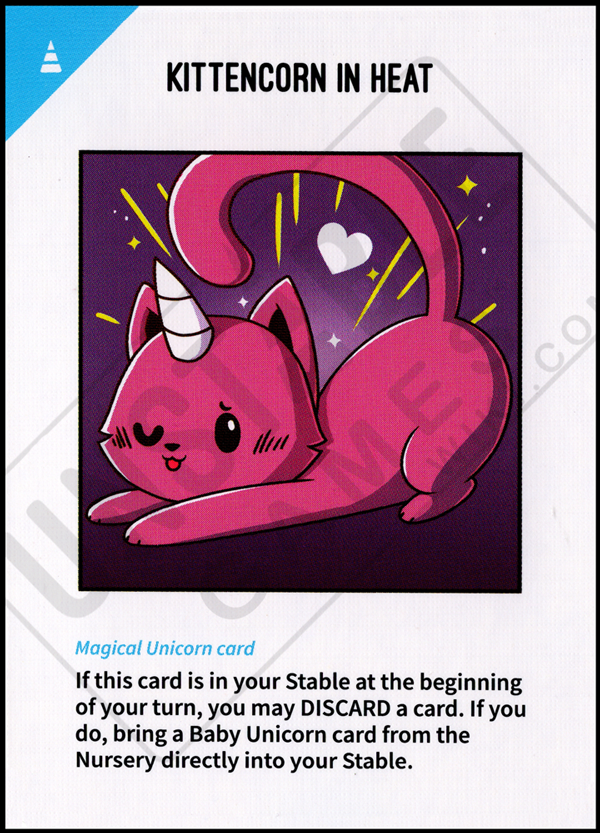 KITTENCORN IN HEAT
Magical Unicorn card
If this card is in your Stable at the beginning
of your turn, you may DISCARD a card. If you
do, bring a Baby Unicorn card from the
Nursery directly into your Stable.